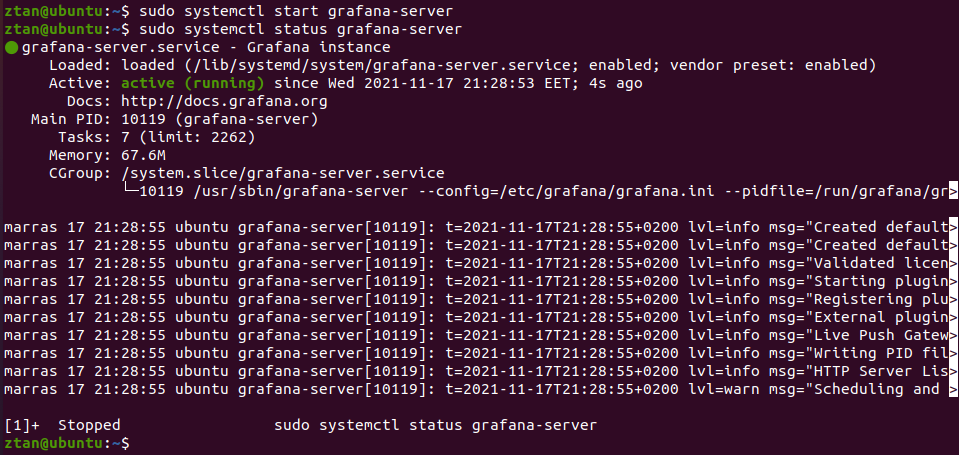 ztan@ubuntu:~$ sudo systemctl start grafana-server
ztan@ubuntu:~$ sudo systemctl status grafana-server
● grafana-server.service - Grafana instance
Loaded: loaded (/lib/systemd/system/grafana-server.service; enabled; vendor preset: enabled)
Active: active (running) since Wed 2021-11-17 21:28:53 EET; 4s ago
Docs: http://docs.grafana.org
Main PID: 10119 (grafana-server)
Tasks: 7 (limit: 2262)
Memory: 67.6M
CGroup: /system.slice/grafana-server.service
└─10119 /usr/sbin/grafana-server --config=/etc/grafana/grafana.ini --pidfile=/run/grafana/gr>
marras 17 21:28:55 ubuntu grafana-server[10119]: t=2021-11-17T21:28:55+0200 lvl=info msg="Created default>
marras 17 21:28:55 ubuntu grafana-server[10119]: t=2021-11-17T21:28:55+0200 lvl=info msg="Created default>
marras 17 21:28:55 ubuntu grafana-server[10119]: t=2021-11-17T21:28:55+0200 lvl=info msg="Validated licen>
marras 17 21:28:55 ubuntu grafana-server[10119]: t=2021-11-17T21:28:55+0200 lvl=info msg="Starting plugin>
marras 17 21:28:55 ubuntu grafana-server[10119]: t=2021-11-17T21:28:55+0200 lvl=info msg="Registering plu>
marras 17 21:28:55 ubuntu grafana-server[10119]: t=2021-11-17T21:28:55+0200 lvl=info msg="External plugin>
marras 17 21:28:55 ubuntu grafana-server[10119]: t=2021-11-17T21:28:55+0200 lvl=info msg="Live Push Gatew>
marras 17 21:28:55 ubuntu grafana-server[10119]: t=2021-11-17T21:28:55+0200 lvl=info msg="Writing PID fil>
marras 17 21:28:55 ubuntu grafana-server[10119]: t=2021-11-17T21:28:55+0200 lvl=info msg="HTTP Server Lis>
marras 17 21:28:55 ubuntu grafana-server[10119]: t=2021-11-17T21:28:55+0200 lvl=warn msg="Scheduling and >
[1]+  Stopped                 sudo systemctl status grafana-server
ztan@ubuntu:~$